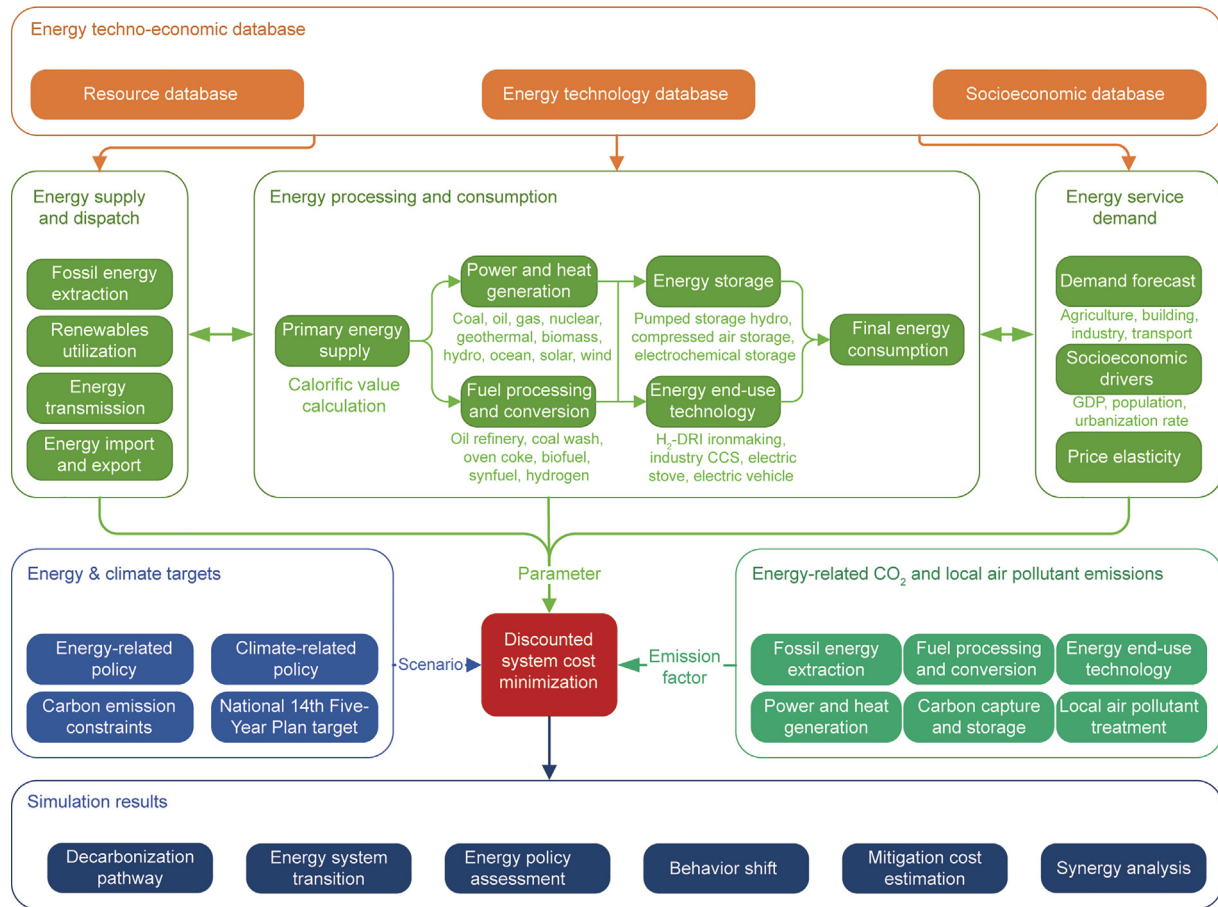 Energy techno-economic database
Resource database
Energy technology database
Socioeconomic database
Energy supply
and dispatch
Fossil energy
extraction
Renewables
utilization
Energy
transmission
Energy import
and export
Energy processing and consumption
Primary energy
supply
Calorific value
calculation
Power and heat
generation
Coal, oil, gas, nuclear,
geothermal, biomass,
hydro, ocean, solar, wind
Fuel processing
and conversion
Oil refinery, coal wash,
oven coke, biofuel,
synfuel, hydrogen
Energy storage
Pumped storage hydro,
compressed air storage,
electrochemical storage
Energy end-use
technology
H₂-DRI ironmaking,
industry CCS, electric
stove, electric vehicle
Final energy
consumption
Energy service
demand
Demand forecast
Agriculture, building,
industry, transport
Socioeconomic
drivers
GDP, population,
urbanization rate
Price elasticity
Energy & climate targets
Energy-related
policy
Climate-related
policy
Carbon emission
constraints
National 14th Five-
Year Plan target
Scenario
Parameter
Discounted
system cost
minimization
Emission
factor
Energy-related CO₂ and local air pollutant emissions
Fossil energy
extraction
Fuel processing
and conversion
Energy end-use
technology
Power and heat
generation
Carbon capture
and storage
Local air pollutant
treatment
Simulation results
Decarbonization
pathway
Energy system
transition
Energy policy
assessment
Behavior shift
Mitigation cost
estimation
Synergy analysis